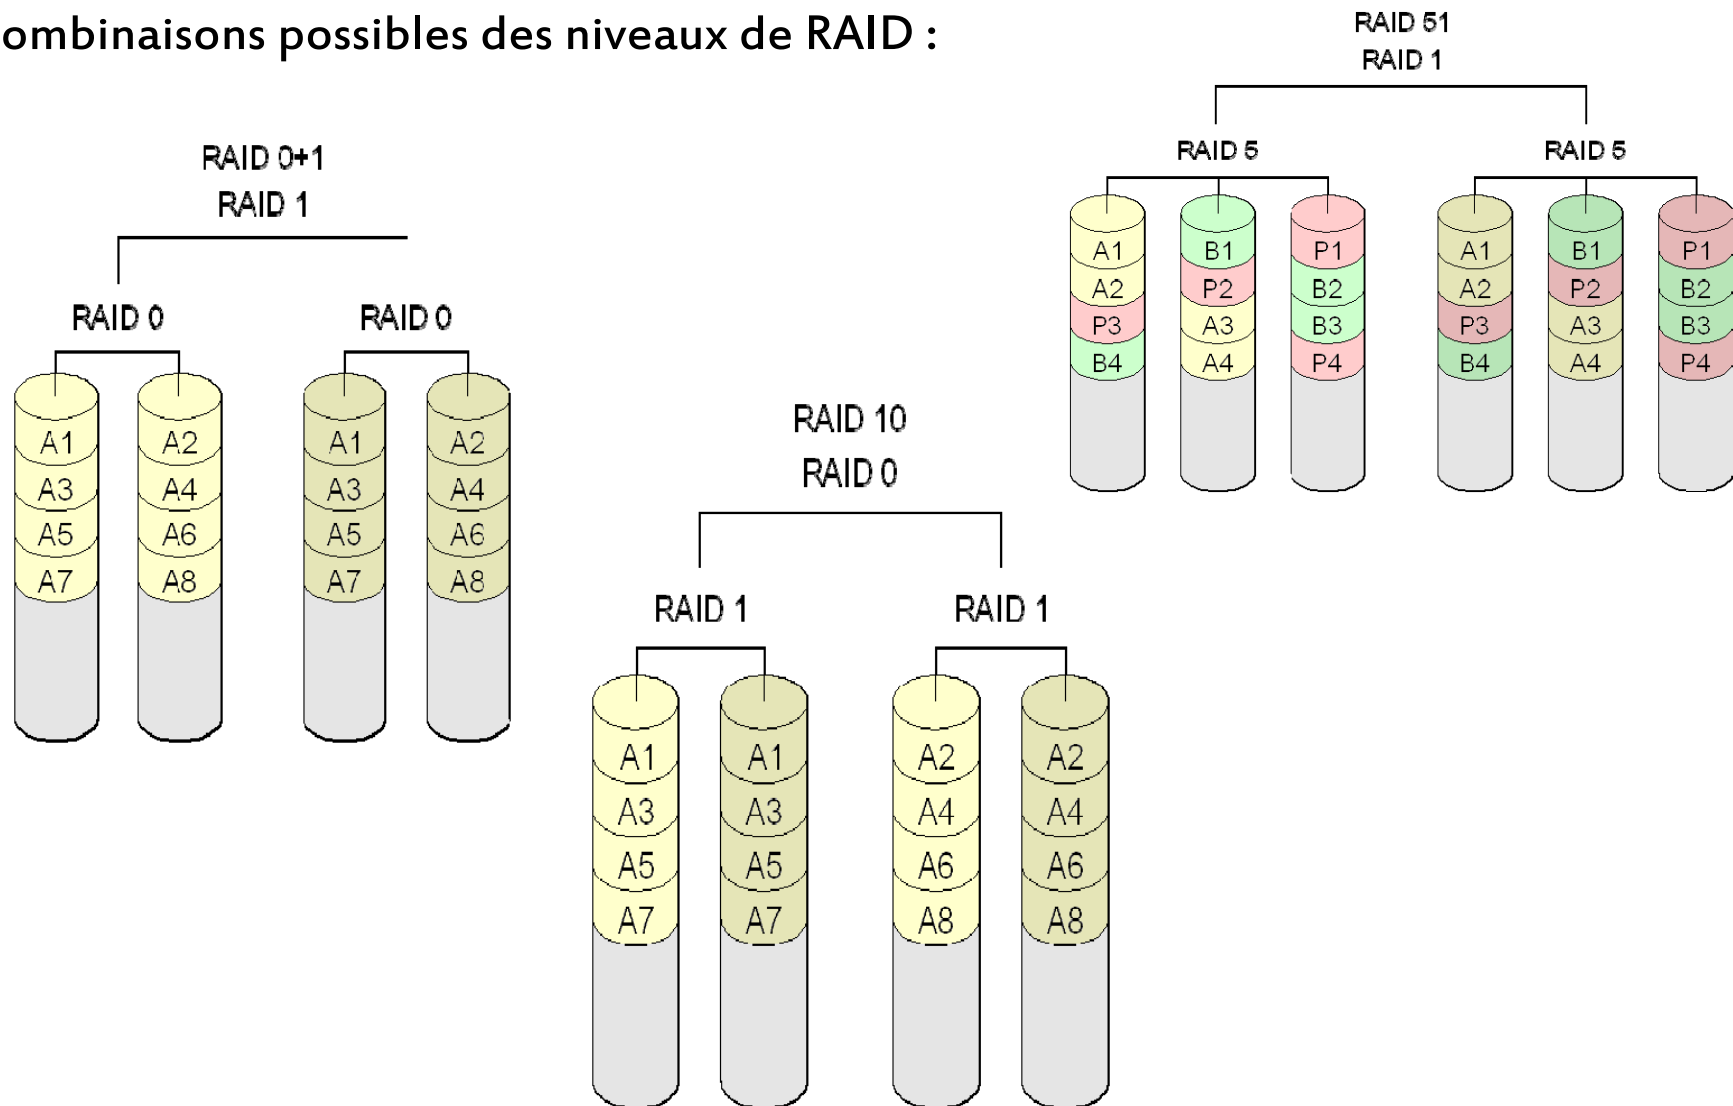 ombinaisons possibles des niveaux de RAID :
RAID 0+1
RAID 1
RAID 0 RAID 0
A1 A2 A1 A2
A3 A4 A3 A4
A5 A6 A5 A6
A7 A8 A7 A8
RAID 10
RAID 0
RAID 1 RAID 1
A1 A1 A2 A2
A3 A3 A4 A4
A5 A5 A6 A6
A7 A7 A8 A8
RAID 51
RAID 1
RAID 5 RAID 5
A1 B1 P1 A1 B1 P1
A2 P2 B2 A2 P2 B2
P3 A3 B3 P3 A3 B3
B4 A4 P4 B4 A4 P4